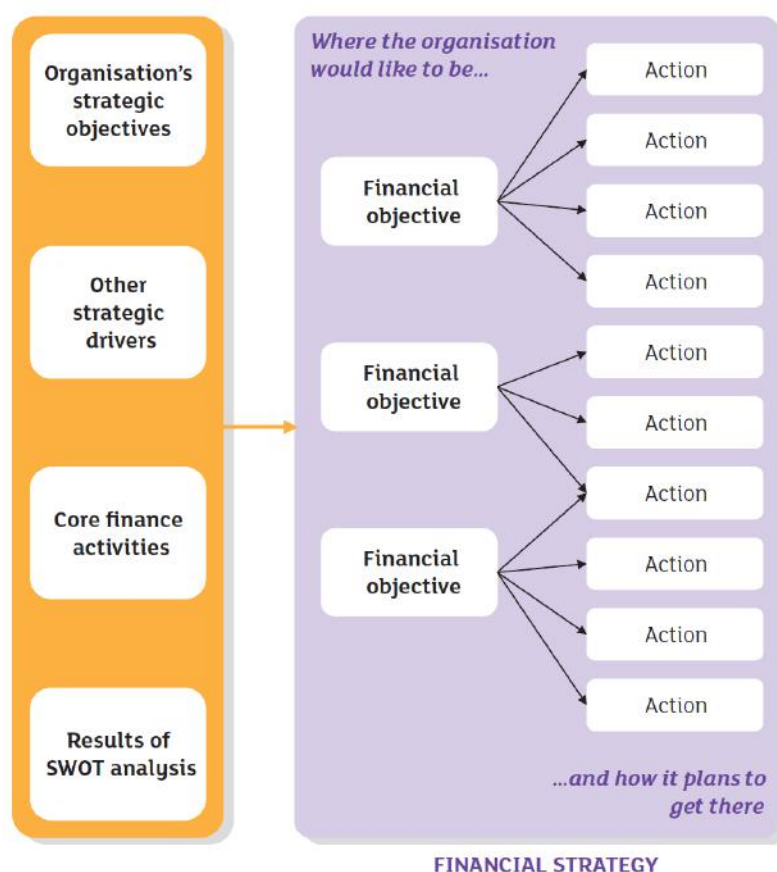 Organisation's
strategic
objectives
Other
strategic
drivers
Core finance
activities
Results of
SWOT analysis
Where the organisation
would like to be...
Financial
objective
Action
Action
Action
Action
Financial
objective
Action
Action
Action
Financial
objective
Action
Action
Action
...and how it plans to
get there
FINANCIAL STRATEGY